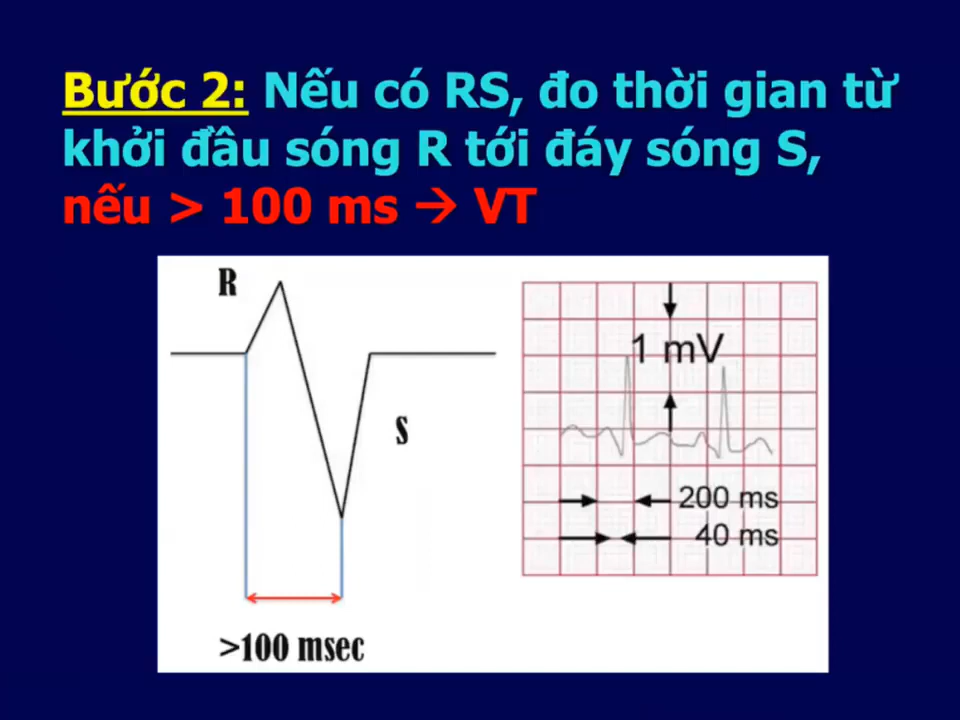 Bước 2: Nếu có RS, đo thời gian từ
khởi đầu sóng R tới đáy sóng S,
nếu > 100 ms → VT
R
S
>100 msec
1 mV
200 ms
40 ms